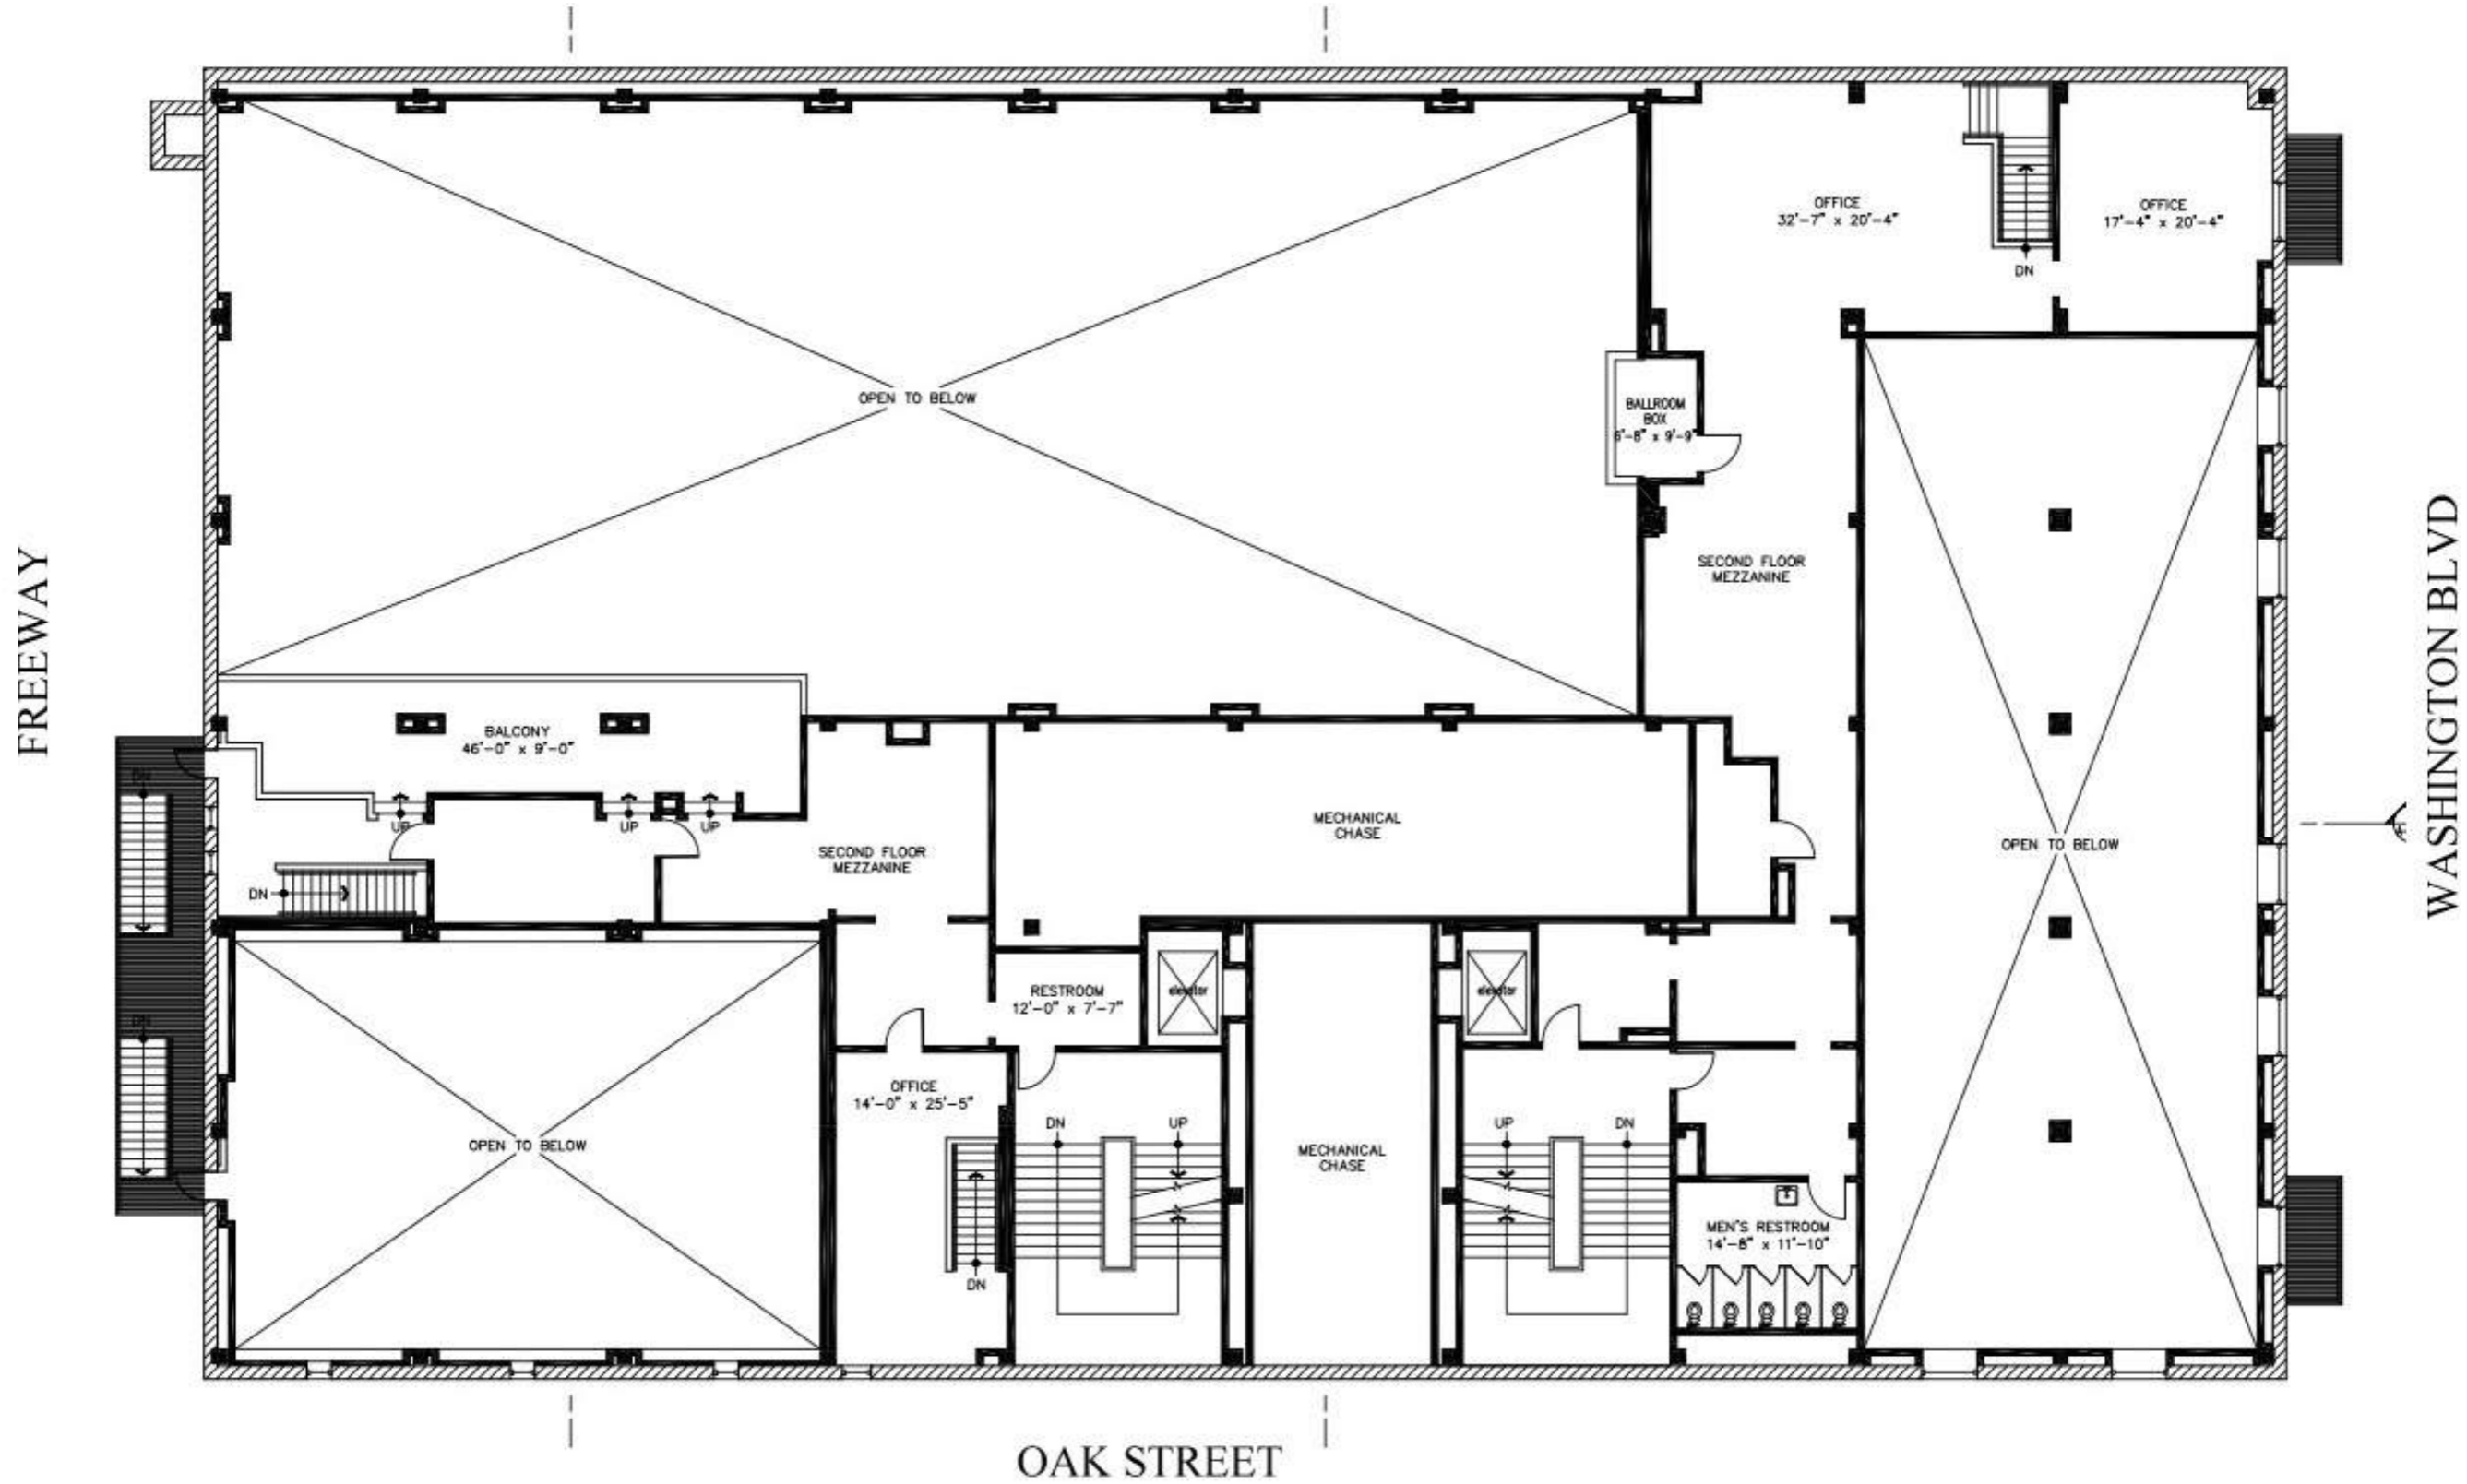 OFFICE
32'-7" x 20'-4"
OFFICE
17'-4" x 20'-4"
DN
OPEN TO BELOW
BALLROOM
BOX
6'-8" x 9'-9"
SECOND FLOOR
MEZZANINE
FREEWAY
WASHINGTON BLVD
BALCONY
46'-0" x 9'-0"
DN
UP
UP
UP
MECHANICAL
CHASE
SECOND FLOOR
MEZZANINE
OPEN TO BELOW
DN
RESTROOM
12'-0" x 7'-7"
elevator
elevator
DN
OFFICE
14'-0" x 25'-5"
DN
UP
UP
DN
OPEN TO BELOW
MECHANICAL
CHASE
MEN'S RESTROOM
14'-8" x 11'-10"
DN
OAK STREET